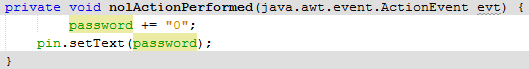 private void nolActionPerformed(java.awt.event.ActionEvent evt) {
password += "0";
pin.setText(password);
}